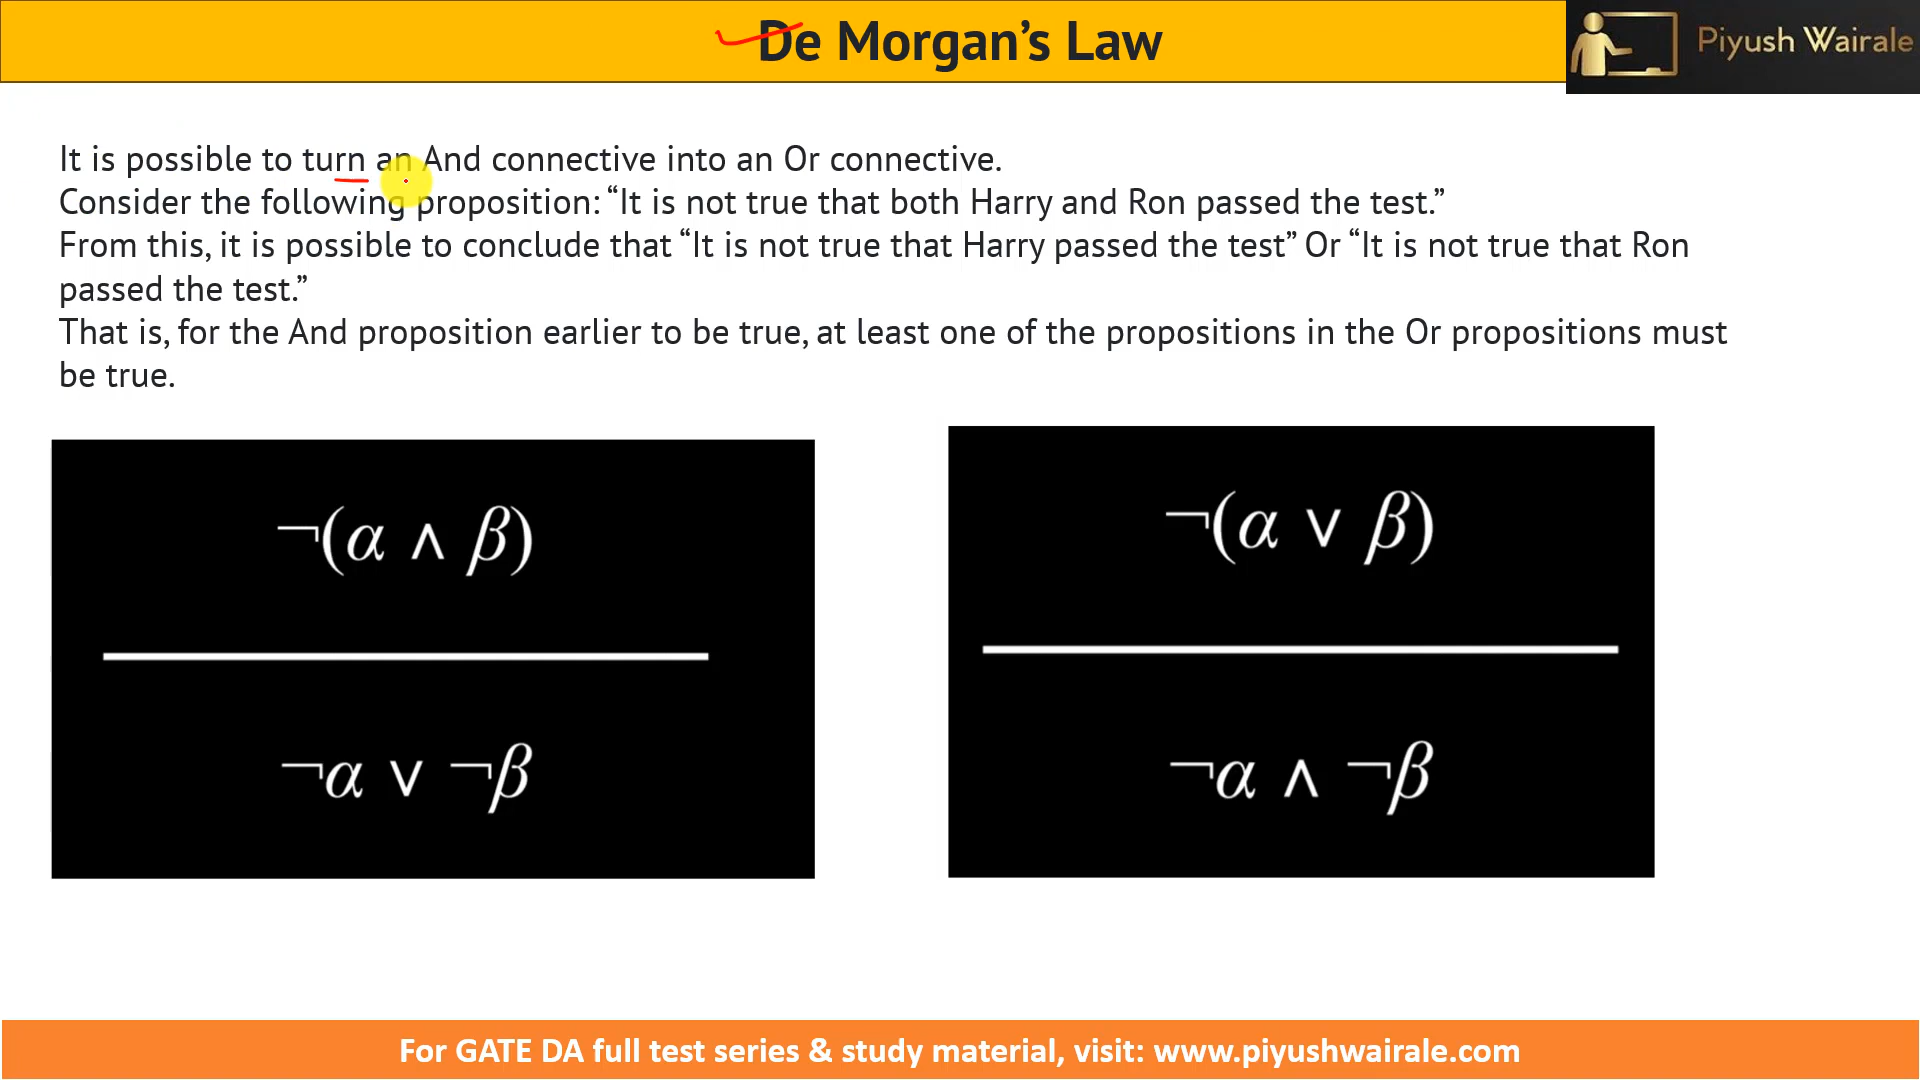 De Morgan’s Law
Piyush Wairale
It is possible to turn an And connective into an Or connective.
Consider the following proposition: “It is not true that both Harry and Ron passed the test.”
From this, it is possible to conclude that “It is not true that Harry passed the test” Or “It is not true that Ron
passed the test.”
That is, for the And proposition earlier to be true, at least one of the propositions in the Or propositions must
be true.
¬(α ∧ β)
¬α ∨ ¬β
¬(α ∨ β)
¬α ∧ ¬β
For GATE DA full test series & study material, visit: www.piyushwairale.com